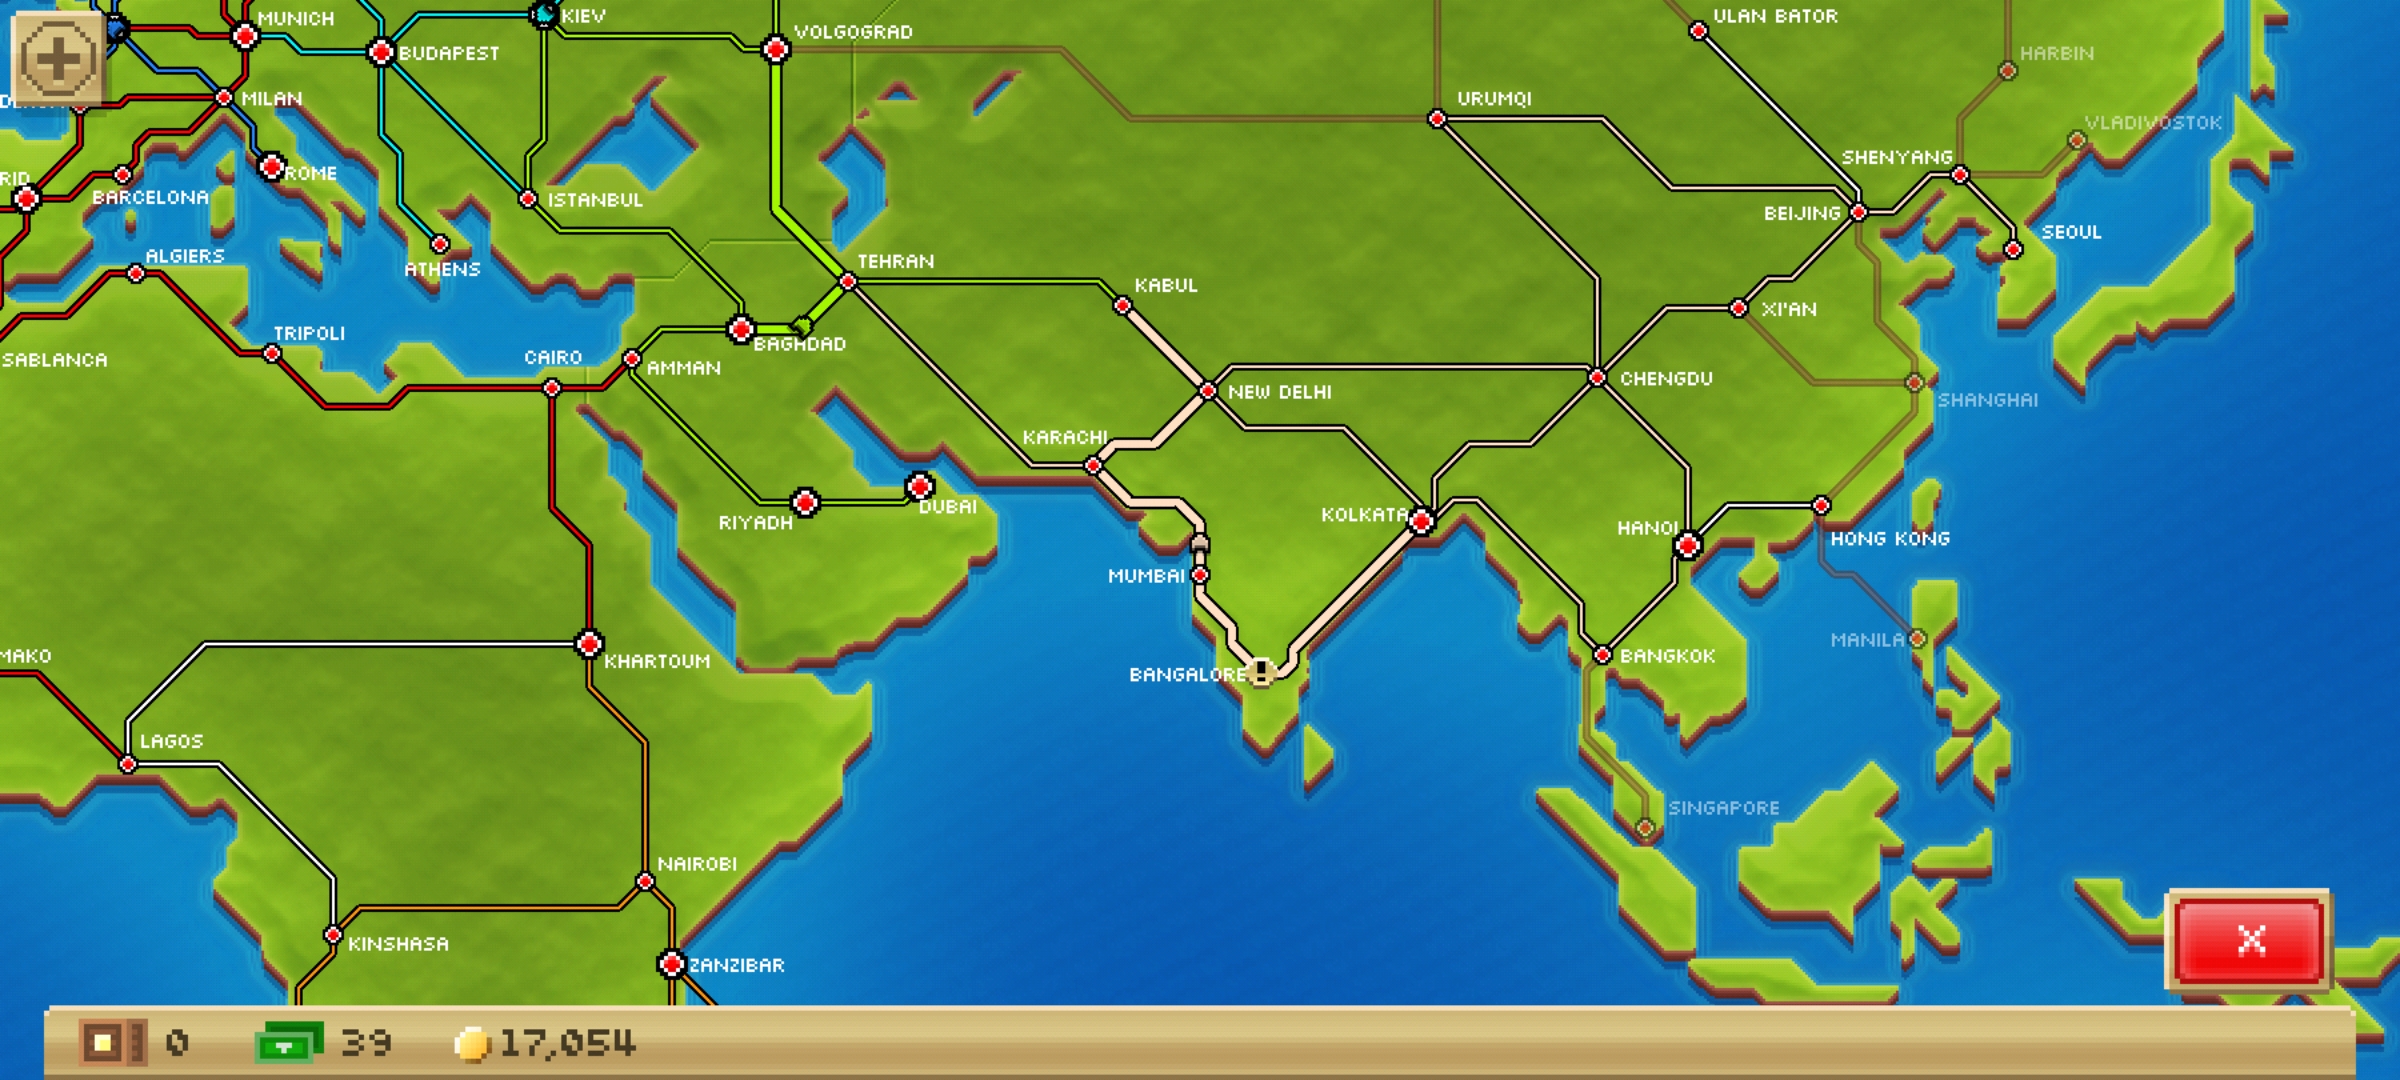 MUNICH
KIEV
ULAN BATOR
BUDAPEST
VOLGOGRAD
HARBIN
MILAN
URUMQI
VLADIVOSTOK
SHENYANG
RID
ROME
BARCELONA
ISTANBUL
BEIJING
SEOUL
ALGIERS
ATHENS
TEHRAN
KABUL
XI'AN
TRIPOLI
BAGHDAD
SABLANCA
CAIRO
AMMAN
CHENGDU
NEW DELHI
SHANGHAI
KARACHI
RIYADH
DUBAI
KOLKATA
HANOI
HONG KONG
MUMBAI
MANILA
MAKO
KHARTOUM
BANGKOK
BANGALORE
!
LAGOS
SINGAPORE
NAIROBI
KINSHASA
ZANZIBAR
X
0 39 17,054